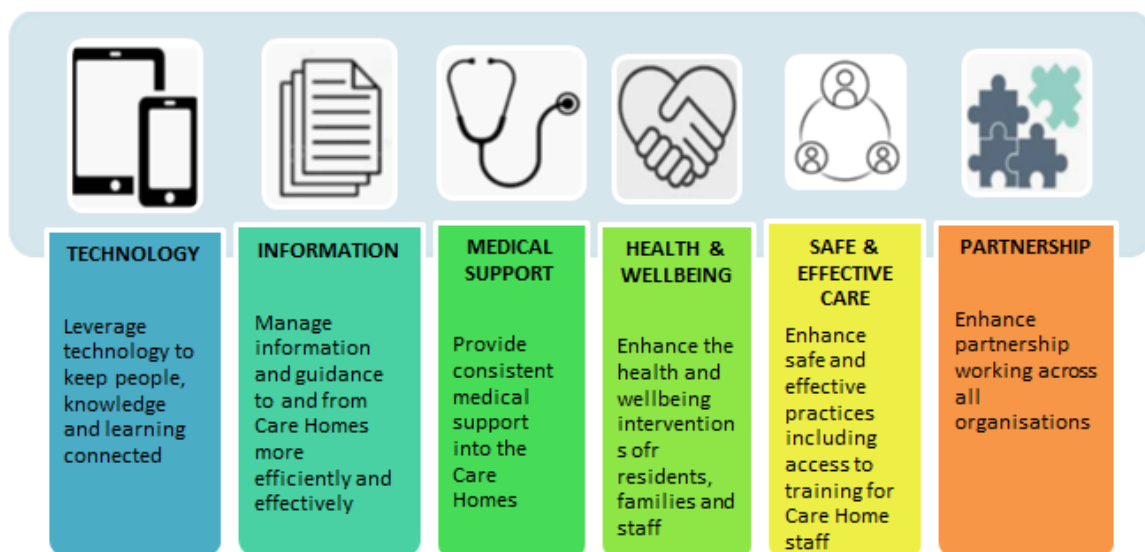 TECHNOLOGY
Leverage
technology to
keep people,
knowledge
and learning
connected
INFORMATION
Manage
information
and guidance
to and from
Care Homes
more
efficiently and
effectively
MEDICAL
SUPPORT
Provide
consistent
medical
support
into the
Care
Homes
HEALTH &
WELLBEING
Enhance the
health and
wellbeing
intervention
s ofr
residents,
families and
staff
SAFE &
EFFECTIVE
CARE
Enhance
safe and
effective
practices
including
access to
training for
Care Home
staff
PARTNERSHIP
Enhance
partnership
working across
all
organisations